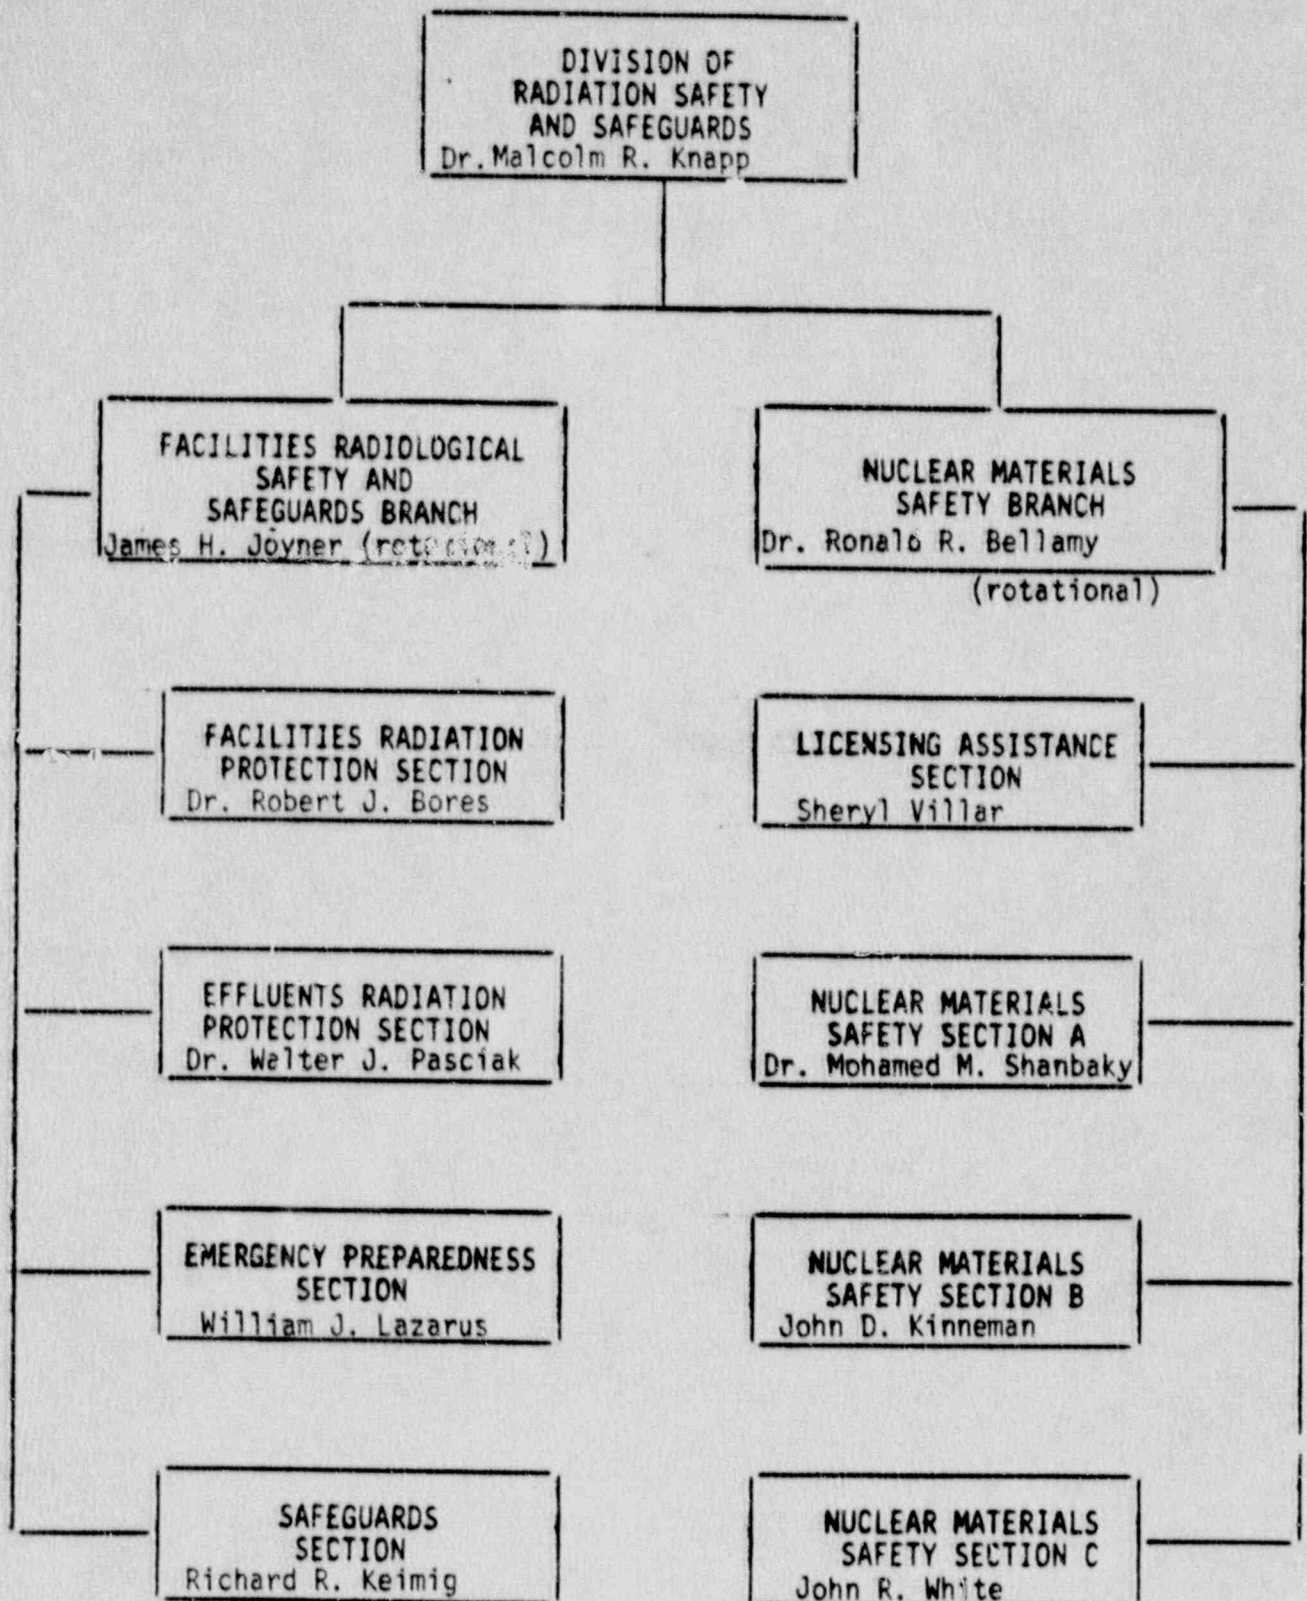 DIVISION OF
RADIATION SAFETY
AND SAFEGUARDS
Dr. Malcolm R. Knapp
FACILITIES RADIOLOGICAL
SAFETY AND
SAFEGUARDS BRANCH
James H. Joyner (rotational)
NUCLEAR MATERIALS
SAFETY BRANCH
Dr. Ronald R. Bellamy
(rotational)
FACILITIES RADIATION
PROTECTION SECTION
Dr. Robert J. Bores
LICENSING ASSISTANCE
SECTION
Sheryl Villar
EFFLUENTS RADIATION
PROTECTION SECTION
Dr. Walter J. Pasciak
NUCLEAR MATERIALS
SAFETY SECTION A
Dr. Mohamed M. Shanbaky
EMERGENCY PREPAREDNESS
SECTION
William J. Lazarus
NUCLEAR MATERIALS
SAFETY SECTION B
John D. Kinneman
SAFEGUARDS
SECTION
Richard R. Keimig
NUCLEAR MATERIALS
SAFETY SECTION C
John R. White